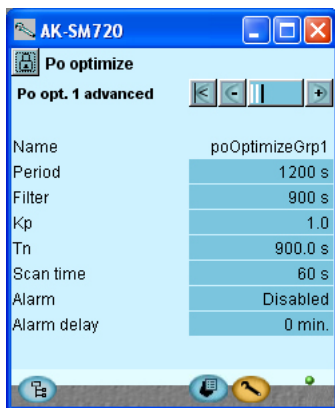 AK-SM720
Po optimize
Po opt. 1 advanced
Name poOptimizeGrp1
Period 1200 s
Filter 900 s
Kp 1.0
Tn 900.0 s
Scan time 60 s
Alarm Disabled
Alarm delay 0 min.